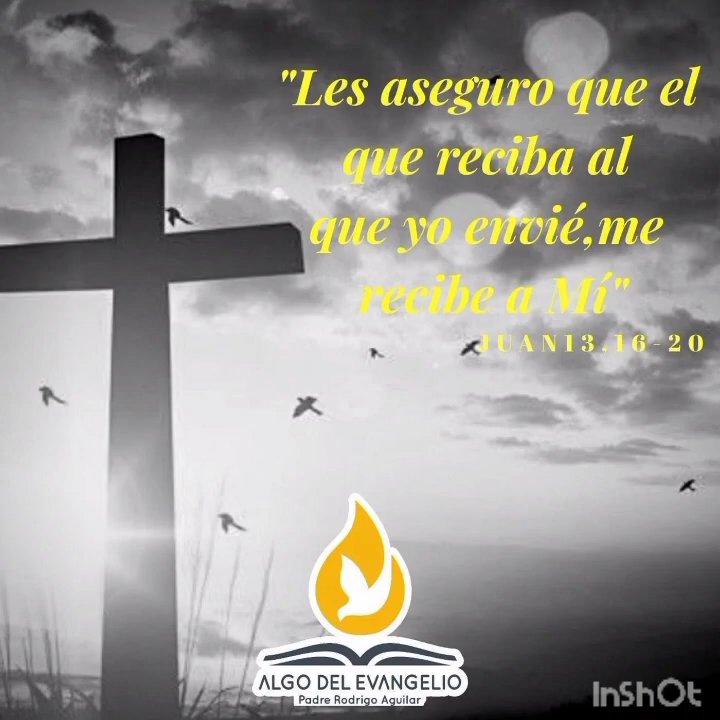 "Les aseguro que el
que reciba al
que yo envié,me
recibe a Mí"
JUAN13.16-20
ALGO DEL EVANGELIO
Padre Rodrigo Aguilar
InShOt